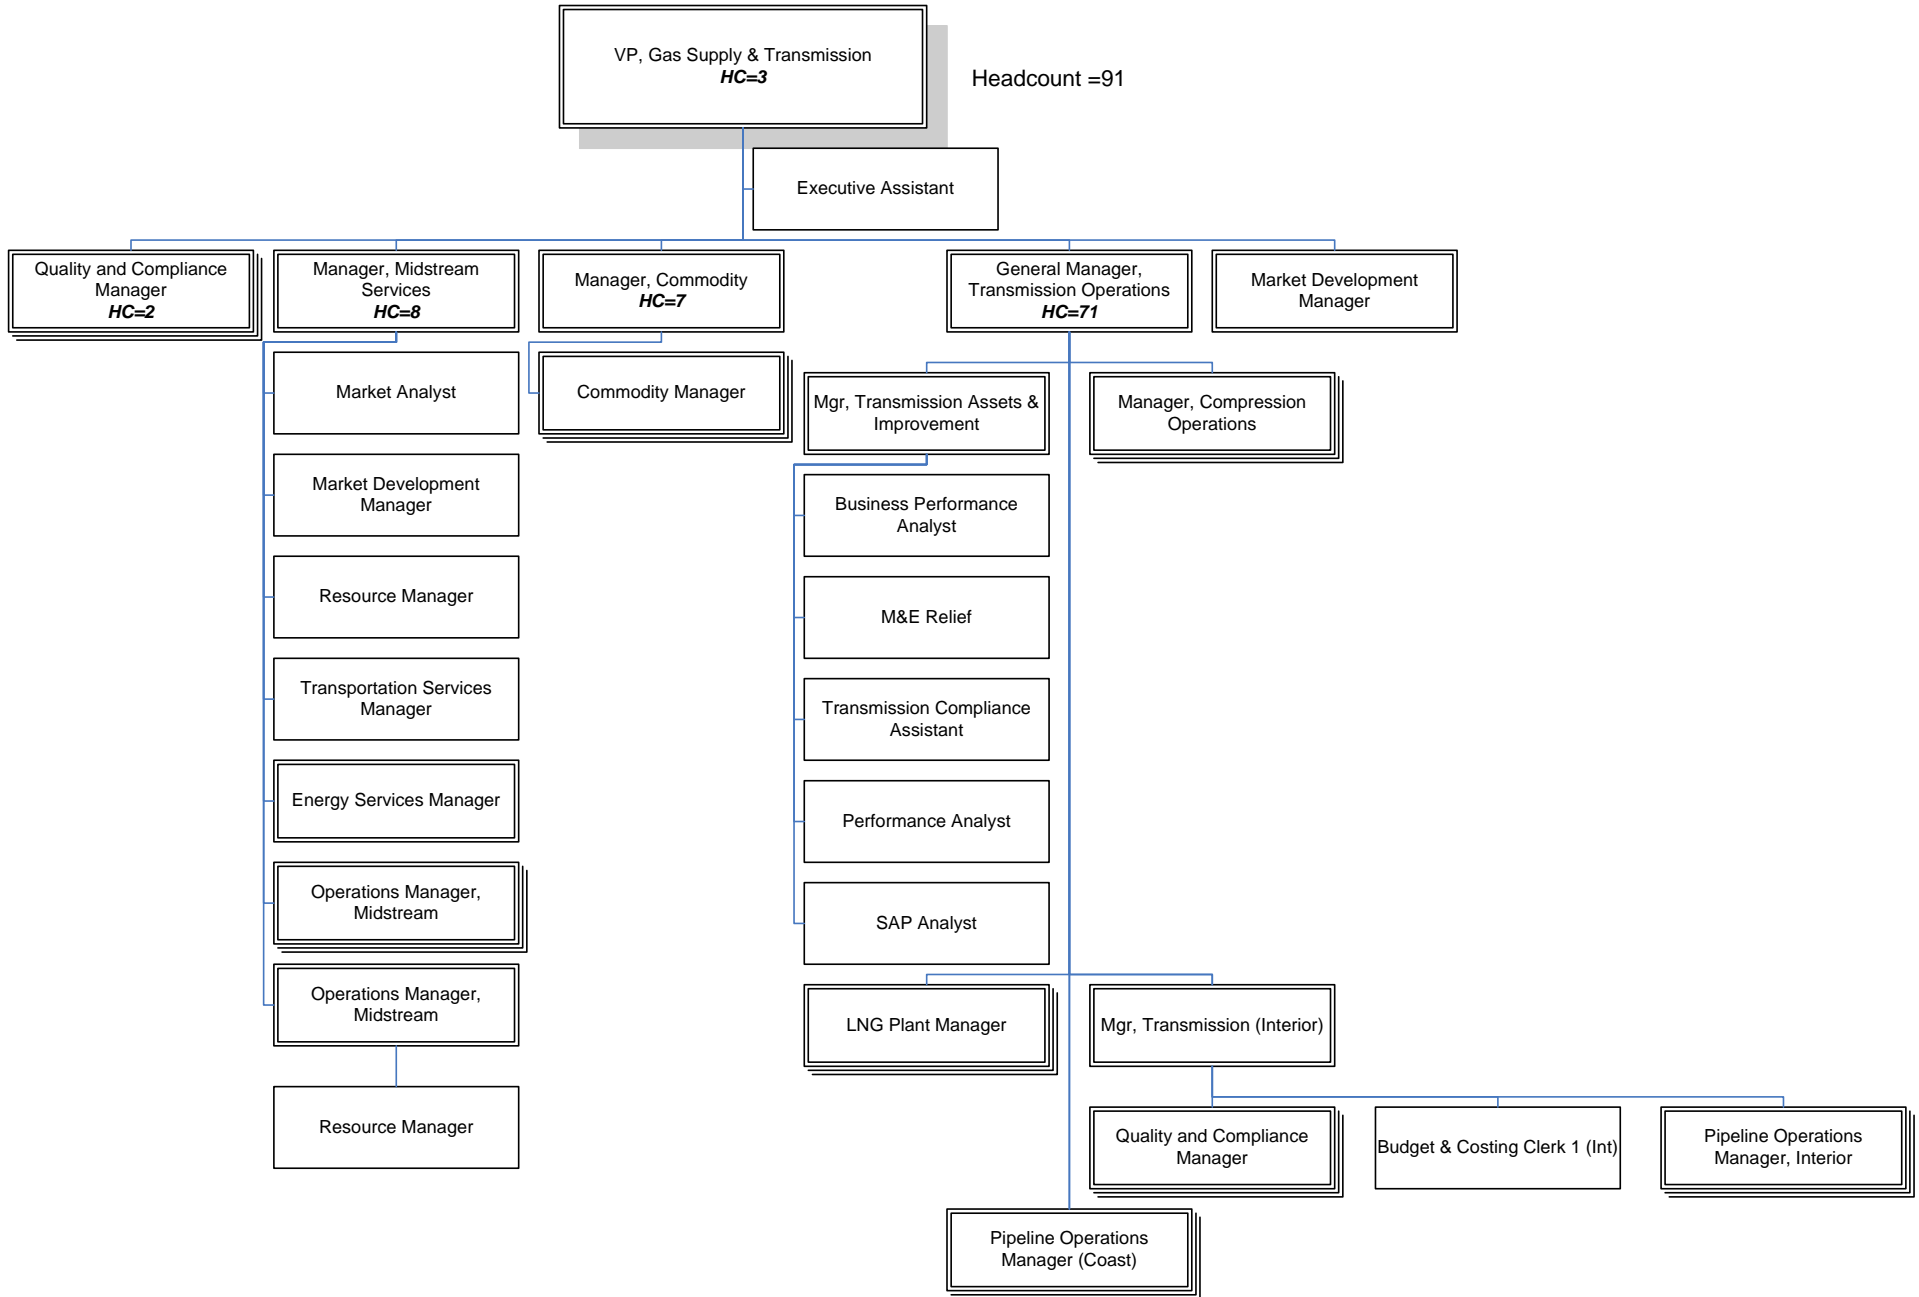 VP, Gas Supply & Transmission
HC=3
Headcount =91
Executive Assistant
Quality and Compliance
Manager
HC=2
Manager, Midstream
Services
HC=8
Manager, Commodity
HC=7
General Manager,
Transmission Operations
HC=71
Market Development
Manager
Market Analyst
Commodity Manager
Mgr, Transmission Assets &
Improvement
Manager, Compression
Operations
Market Development
Manager
Business Performance
Analyst
Resource Manager
M&E Relief
Transportation Services
Manager
Transmission Compliance
Assistant
Energy Services Manager
Performance Analyst
Operations Manager,
Midstream
SAP Analyst
Operations Manager,
Midstream
LNG Plant Manager
Mgr, Transmission (Interior)
Resource Manager
Quality and Compliance
Manager
Budget & Costing Clerk 1 (Int)
Pipeline Operations
Manager, Interior
Pipeline Operations
Manager (Coast)